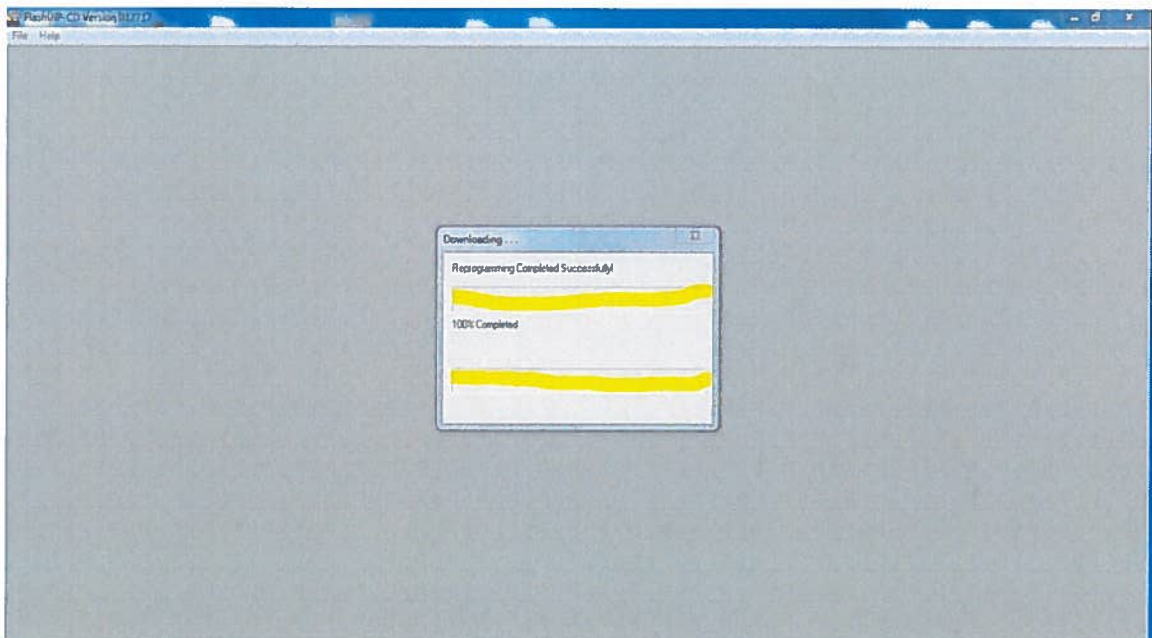 File Help
Downloading . . .
Reprogramming Completed Successfully!
100% Completed